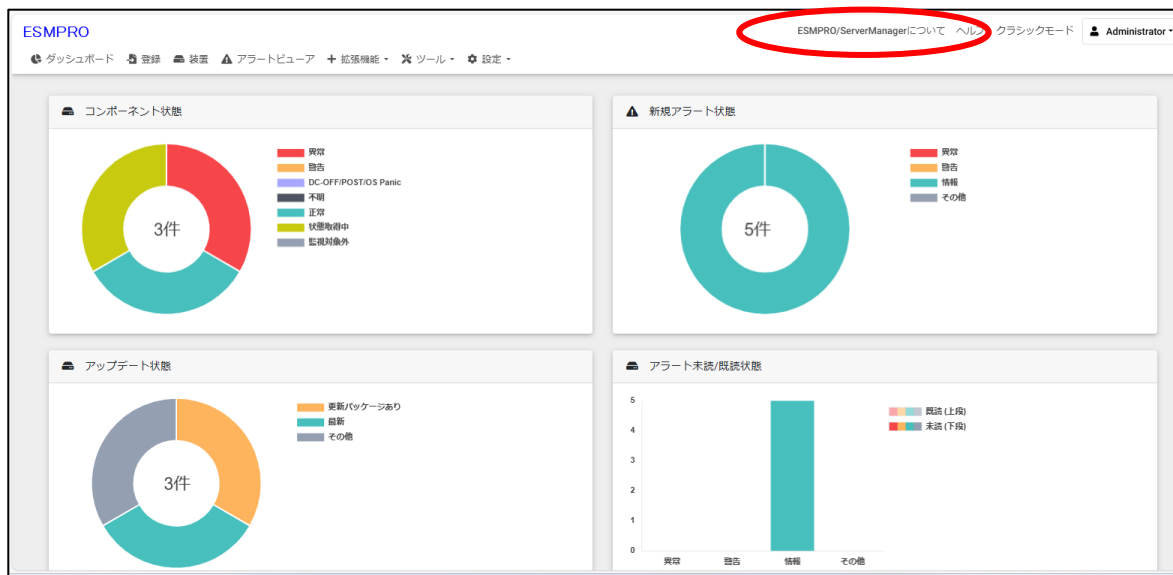 ESMPRO
ESMPRO/ServerManagerについて ヘルプ クラシックモード Administrator
ダッシュボード 登録 装置 アラートビューア 拡張機能 ツール 設定
コンポーネント状態
異常
警告
DC-OFF/POST/OS Panic
不明
正常
状態取得中
監視対象外
3件
新規アラート状態
異常
警告
情報
その他
5件
アップデート状態
更新パッケージあり
最新
その他
3件
アラート未読/既読状態
5
4
3
2
1
0
異常 警告 情報 その他
既読 (上段)
未読 (下段)